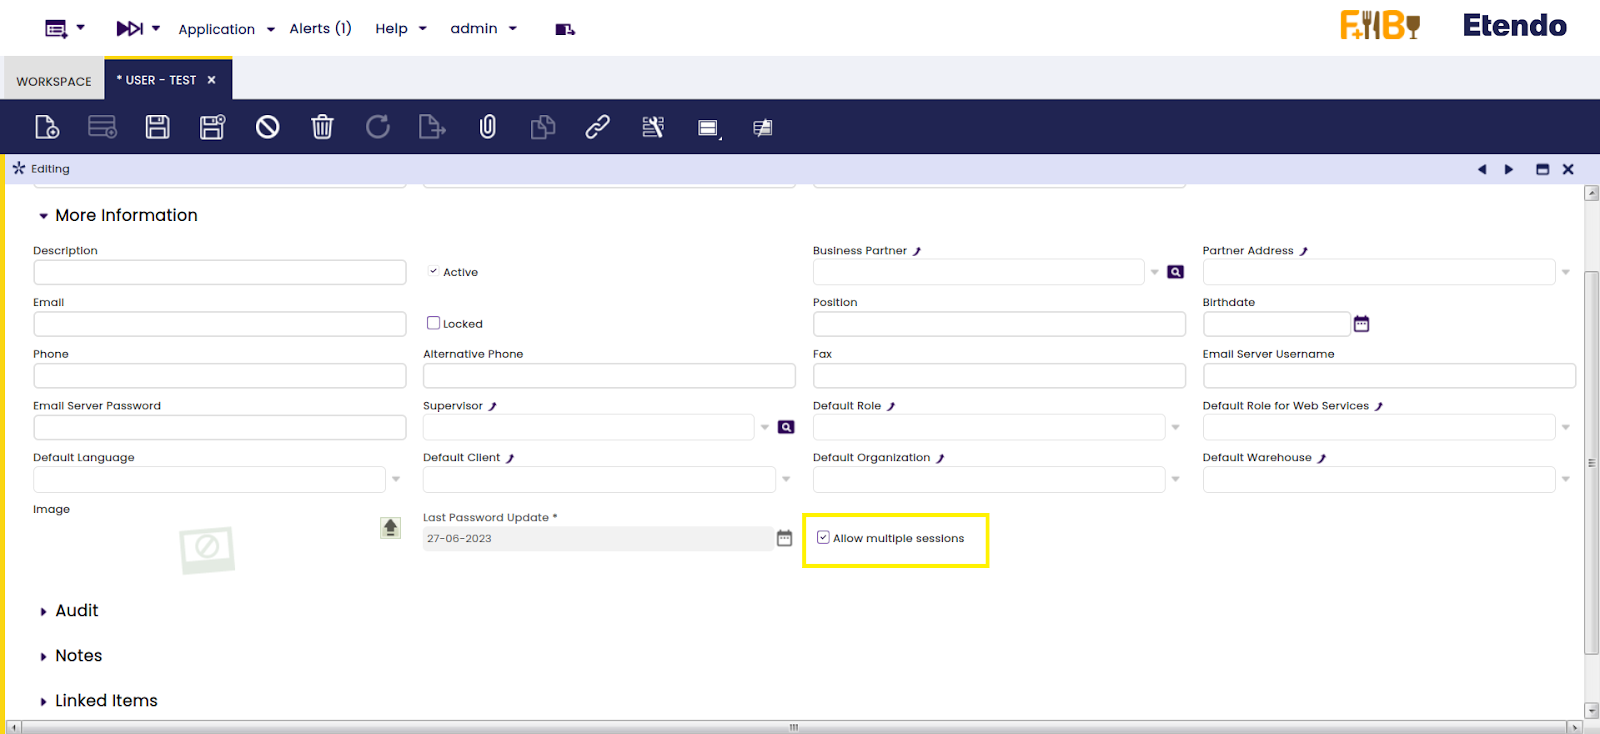 Application Alerts (1) Help admin
F+B
Etendo
WORKSPACE * USER - TEST ×
Editing
More Information
Description
Active
Business Partner
Partner Address
Email
Locked
Position
Birthdate
Phone
Alternative Phone
Fax
Email Server Username
Email Server Password
Supervisor
Default Role
Default Role for Web Services
Default Language
Default Client
Default Organization
Default Warehouse
Image
Last Password Update *
27-06-2023
Allow multiple sessions
Audit
Notes
Linked Items